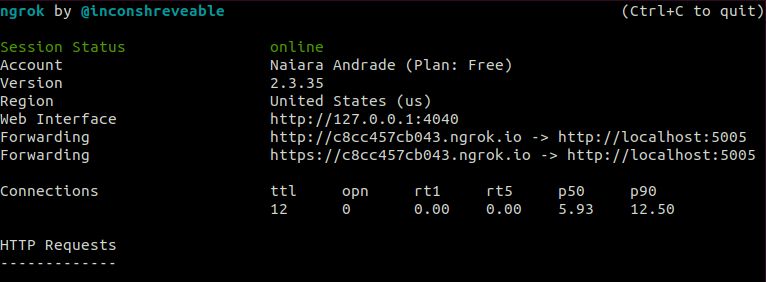 ngrok by @inconshreveable (Ctrl+C to quit)
Session Status online
Account Naiara Andrade (Plan: Free)
Version 2.3.35
Region United States (us)
Web Interface http://127.0.0.1:4040
Forwarding http://c8cc457cb043.ngrok.io -> http://localhost:5005
Forwarding https://c8cc457cb043.ngrok.io -> http://localhost:5005
Connections ttl opn rt1 rt5 p50 p90
12 0 0.00 0.00 5.93 12.50
HTTP Requests
-------------